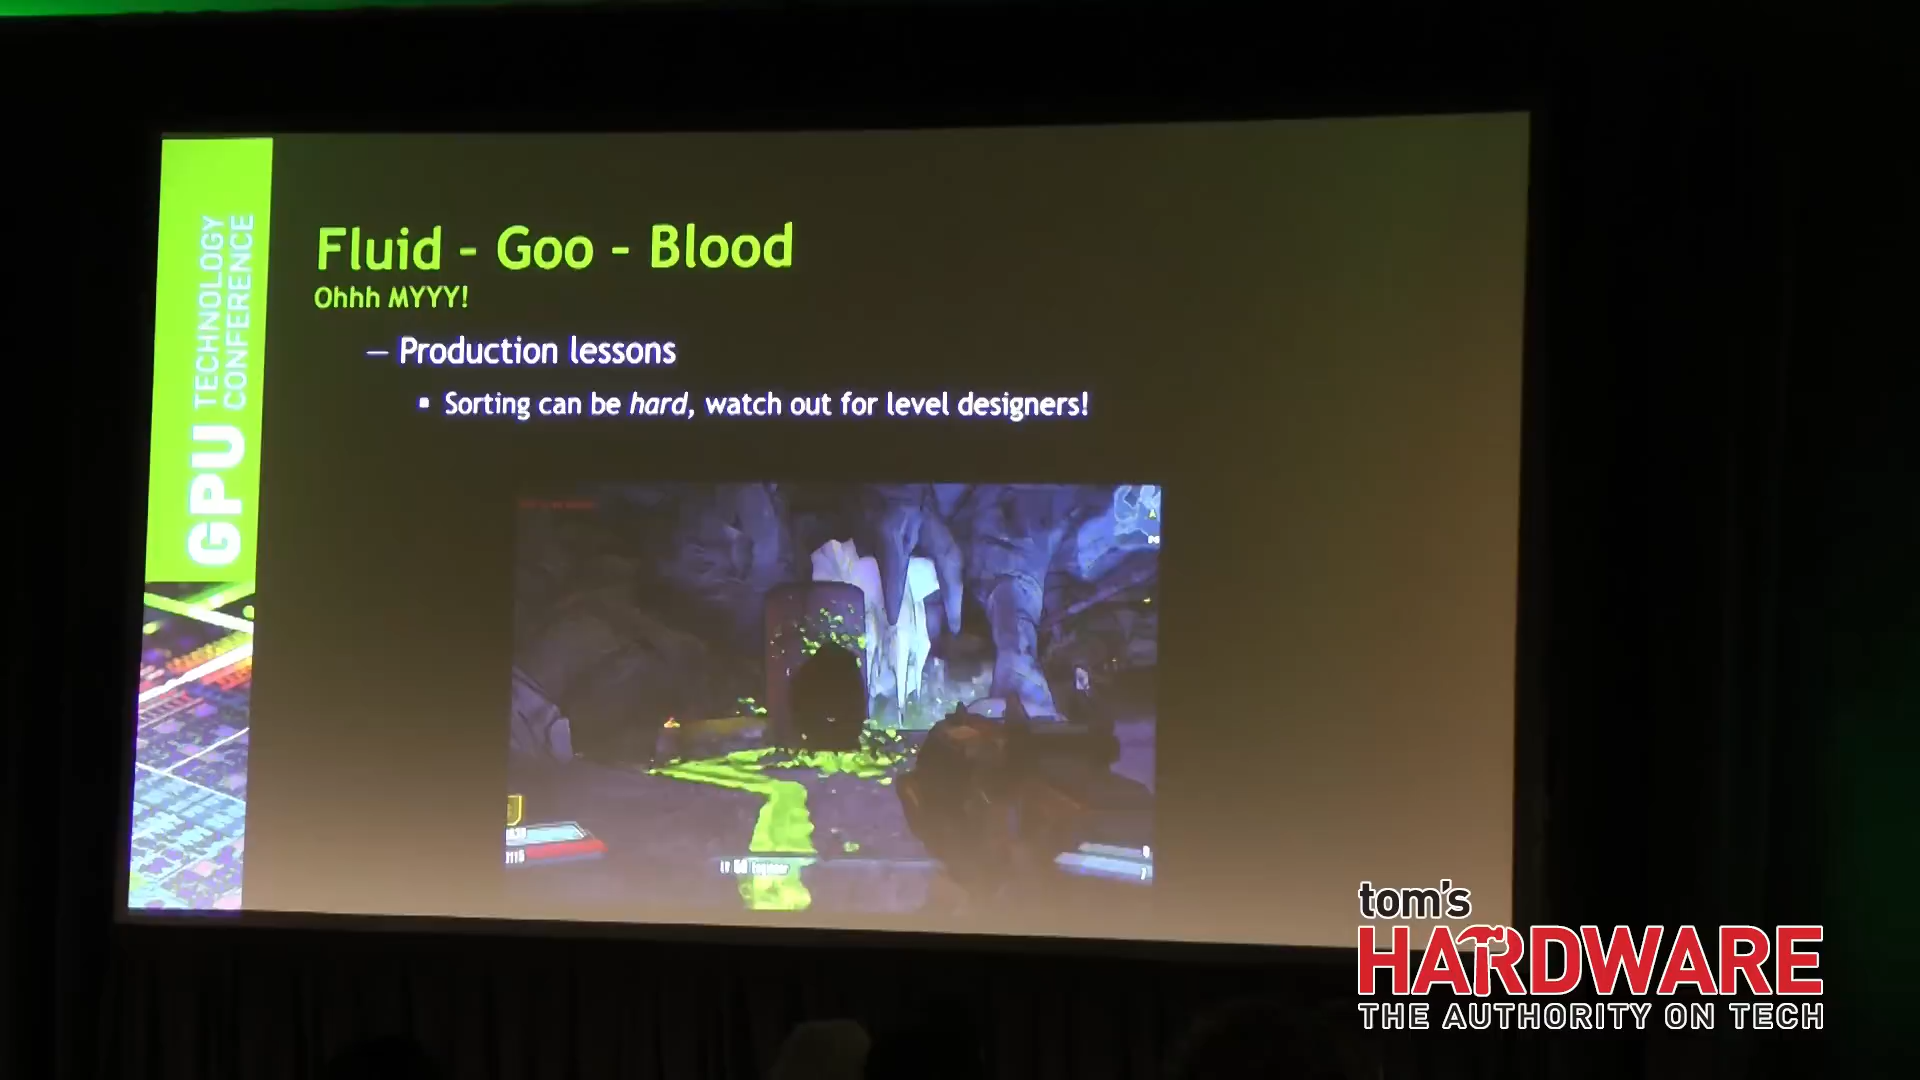 GPU TECHNOLOGY
CONFERENCE
Fluid – Goo – Blood
Ohhh MYYY!
– Production lessons
▪ Sorting can be hard, watch out for level designers!
tom's
HARDWARE
THE AUTHORITY ON TECH